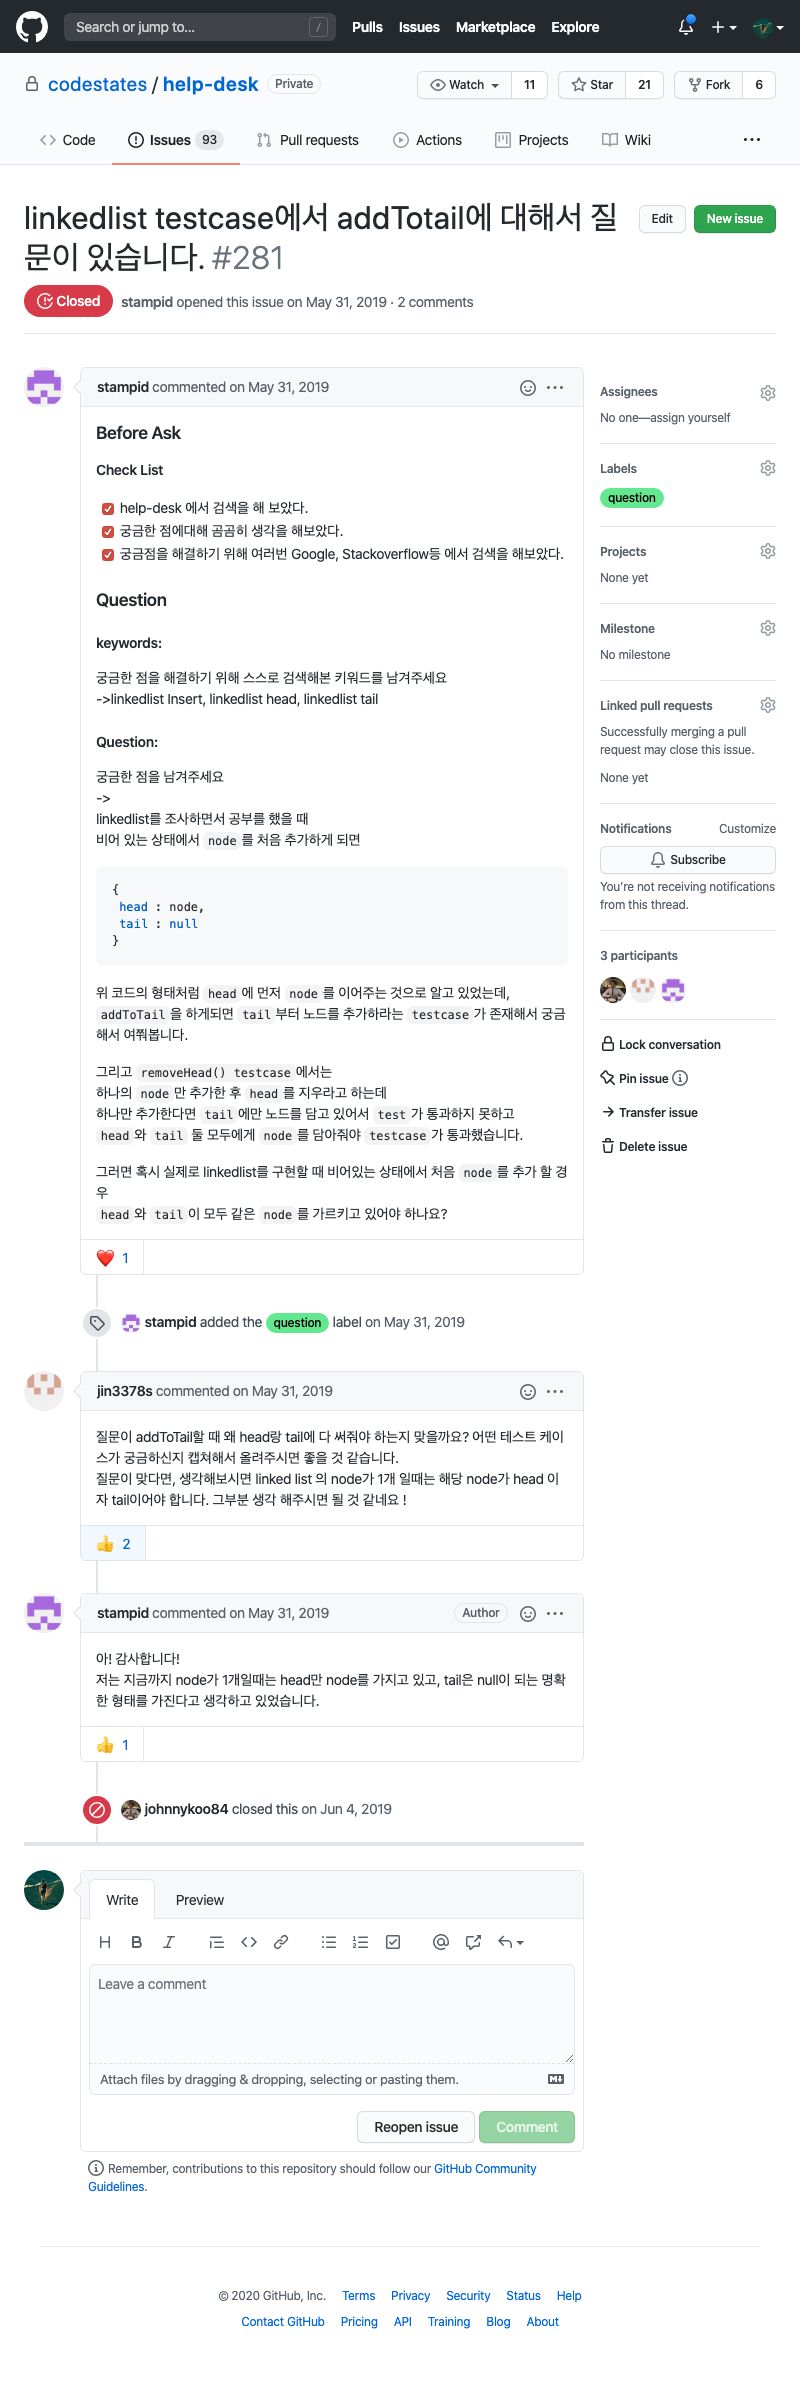 Search or jump to... /
Pulls Issues Marketplace Explore
codestates / help-desk Private
Watch 11 Star 21 Fork 6
Code Issues 93 Pull requests Actions Projects Wiki ...
linkedlist testcase에서 addTotail에 대해서 질
문이 있습니다. #281
Edit New issue
Closed stampid opened this issue on May 31, 2019 · 2 comments
stampid commented on May 31, 2019
Before Ask
Check List
help-desk 에서 검색을 해 보았다.
궁금한 점에대해 곰곰히 생각을 해보았다.
궁금점을 해결하기 위해 여러번 Google, Stackoverflow등 에서 검색을 해보았다.
Question
keywords:
궁금한 점을 해결하기 위해 스스로 검색해본 키워드를 남겨주세요
->linkedlist Insert, linkedlist head, linkedlist tail
Question:
궁금한 점을 남겨주세요
->
linkedlist를 조사하면서 공부를 했을 때
비어 있는 상태에서 node 를 처음 추가하게 되면
{
head : node,
tail : null
}
위 코드의 형태처럼 head 에 먼저 node 를 이어주는 것으로 알고 있었는데,
addToTail 을 하게되면 tail 부터 노드를 추가하라는 testcase 가 존재해서 궁금
해서 여쭤봅니다.
그리고 removeHead() testcase 에서는
하나의 node 만 추가한 후 head 를 지우라고 하는데
하나만 추가한다면 tail 에만 노드를 담고 있어서 test 가 통과하지 못하고
head 와 tail 둘 모두에게 node 를 담아줘야 testcase 가 통과했습니다.
그러면 혹시 실제로 linkedlist를 구현할 때 비어있는 상태에서 처음 node 를 추가 할 경
우
head 와 tail 이 모두 같은 node 를 가르키고 있어야 하나요?
❤️ 1
stampid added the question label on May 31, 2019
jin3378s commented on May 31, 2019
질문이 addToTail할 때 왜 head랑 tail에 다 써줘야 하는지 맞을까요? 어떤 테스트 케이
스가 궁금하신지 캡쳐해서 올려주시면 좋을 것 같습니다.
질문이 맞다면, 생각해보시면 linked list 의 node가 1개 일때는 해당 node가 head 이
자 tail이어야 합니다. 그부분 생각 해주시면 될 것 같네요 !
👍 2
stampid commented on May 31, 2019 Author
아! 감사합니다!
저는 지금까지 node가 1개일때는 head만 node를 가지고 있고, tail은 null이 되는 명확
한 형태를 가진다고 생각하고 있었습니다.
👍 1
johnnykoo84 closed this on Jun 4, 2019
Write Preview
Leave a comment
Attach files by dragging & dropping, selecting or pasting them.
Reopen issue Comment
Remember, contributions to this repository should follow our GitHub Community
Guidelines.
Assignees
No one—assign yourself
Labels
question
Projects
None yet
Milestone
No milestone
Linked pull requests
Successfully merging a pull
request may close this issue.
None yet
Notifications Customize
Subscribe
You're not receiving notifications
from this thread.
3 participants
Lock conversation
Pin issue
Transfer issue
Delete issue
© 2020 GitHub, Inc. Terms Privacy Security Status Help
Contact GitHub Pricing API Training Blog About